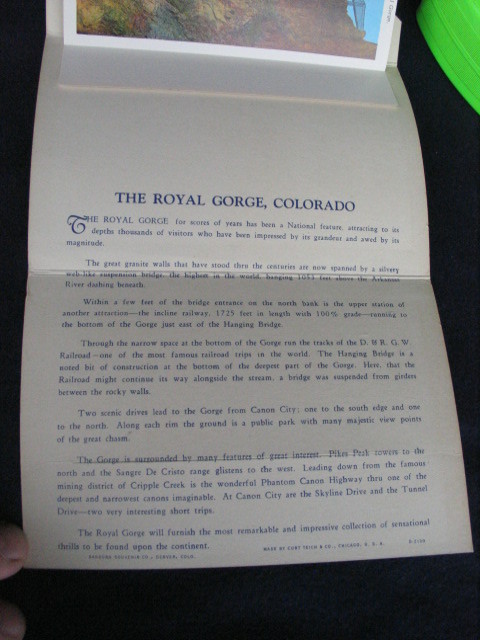 THE ROYAL GORGE, COLORADO
THE ROYAL GORGE for scores of years has been a National feature, attracting to its
depths thousands of visitors who have been impressed by its grandeur and awed by its
magnitude.
The great granite walls that have stood thru the centuries are now spanned by a silvery
web-like suspension bridge, the highest in the world, hanging 1053 feet above the Arkansas
River dashing beneath.
Within a few feet of the bridge entrance on the north bank is the upper station of
another attraction—the incline railway, 1725 feet in length with 100% grade—running to
the bottom of the Gorge just east of the Hanging Bridge.
Through the narrow space at the bottom of the Gorge run the tracks of the D. & R. G. W.
Railroad—one of the most famous railroad trips in the world. The Hanging Bridge is a
noted bit of construction at the bottom of the deepest part of the Gorge. Here, that the
Railroad might continue its way alongside the stream, a bridge was suspended from girders
between the rocky walls.
Two scenic drives lead to the Gorge from Canon City; one to the south edge and one
to the north. Along each rim the ground is a public park with many majestic view points
of the great chasm.
The Gorge is surrounded by many features of great interest. Pikes Peak towers to the
north and the Sangre De Cristo range glistens to the west. Leading down from the famous
mining district of Cripple Creek is the wonderful Phantom Canon Highway thru one of the
deepest and narrowest canons imaginable. At Canon City are the Skyline Drive and the Tunnel
Drive—two very interesting short trips.
The Royal Gorge will furnish the most remarkable and impressive collection of sensational
thrills to be found upon the continent.
SOUVENIR CO., DENVER, COLO.
MADE BY CURT TEICH & CO., CHICAGO, U. S. A.